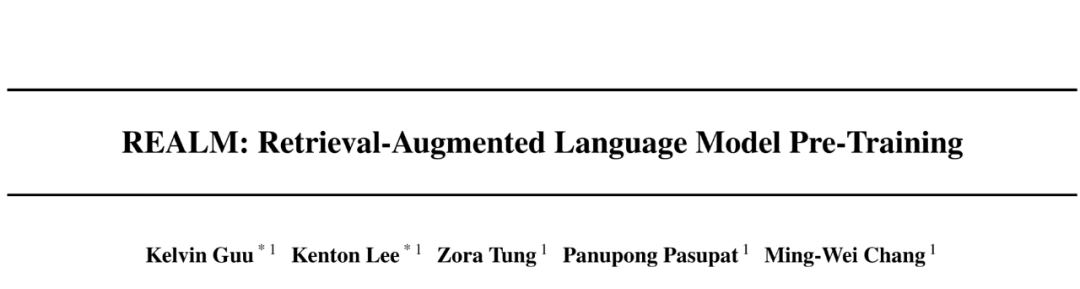 REALM: Retrieval-Augmented Language Model Pre-Training
Kelvin Guu * 1 Kenton Lee * 1 Zora Tung 1 Panupong Pasupat 1 Ming-Wei Chang 1